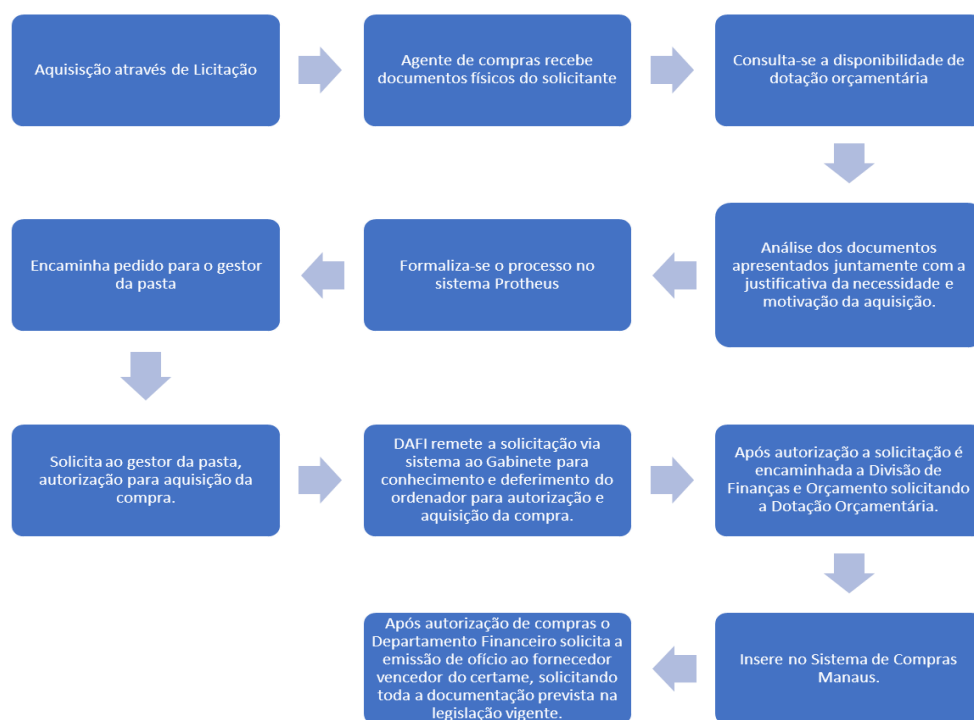 Aquisisção através de Licitação
Agente de compras recebe
documentos físicos do solicitante
Consulta-se a disponibilidade de
dotação orçamentária
Análise dos documentos
apresentados juntamente com a
justificativa da necessidade e
motivação da aquisição.
Formaliza-se o processo no
sistema Protheus
Encaminha pedido para o gestor
da pasta
Solicita ao gestor da pasta,
autorização para aquisição da
compra.
DAFI remete a solicitação via
sistema ao Gabinete para
conhecimento e deferimento do
ordenador para autorização e
aquisição da compra.
Após autorização a solicitação é
encaminhada a Divisão de
Finanças e Orçamento solicitando
a Dotação Orçamentária.
Insere no Sistema de Compras
Manaus.
Após autorização de compras o
Departamento Financeiro solicita a
emissão de ofício ao fornecedor
vencedor do certame, solicitando
toda a documentação prevista na
legislação vigente.